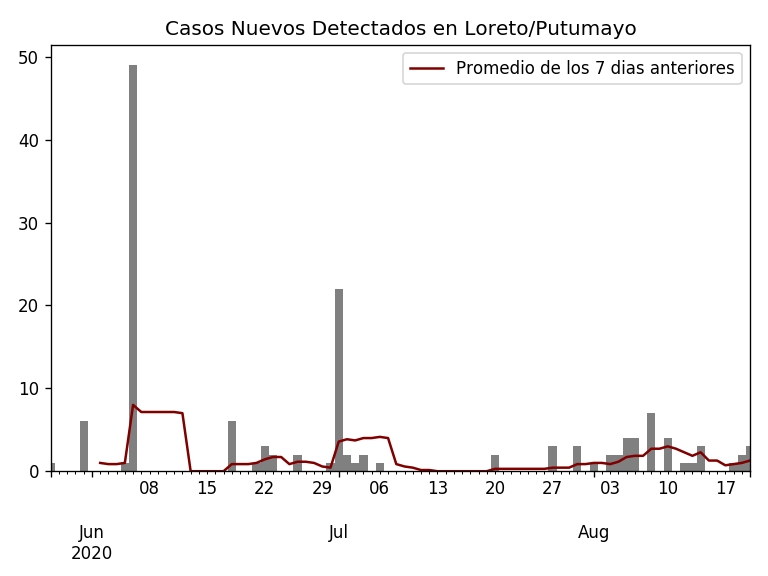 Casos Nuevos Detectados en Loreto/Putumayo
Promedio de los 7 dias anteriores
50
40
30
20
10
0
08 15 22 29 06 13 20 27 03 10 17
Jun Jul Aug
2020